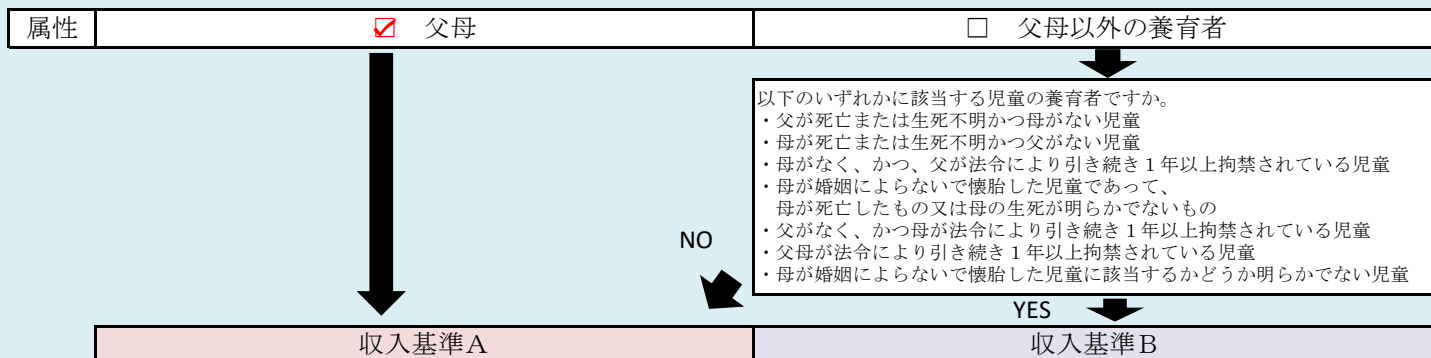 属性 ☑ 父母 □ 父母以外の養育者
以下のいずれかに該当する児童の養育者ですか。
・父が死亡または生死不明かつ母がない児童
・母が死亡または生死不明かつ父がない児童
・母がなく、かつ、父が法令により引き続き１年以上拘禁されている児童
・母が婚姻によらないで懐胎した児童であって、
母が死亡したもの又は母の生死が明らかでないもの
・父がなく、かつ母が法令により引き続き１年以上拘禁されている児童
・父母が法令により引き続き１年以上拘禁されている児童
・母が婚姻によらないで懐胎した児童に該当するかどうか明らかでない児童
NO
YES
収入基準Ａ 収入基準Ｂ